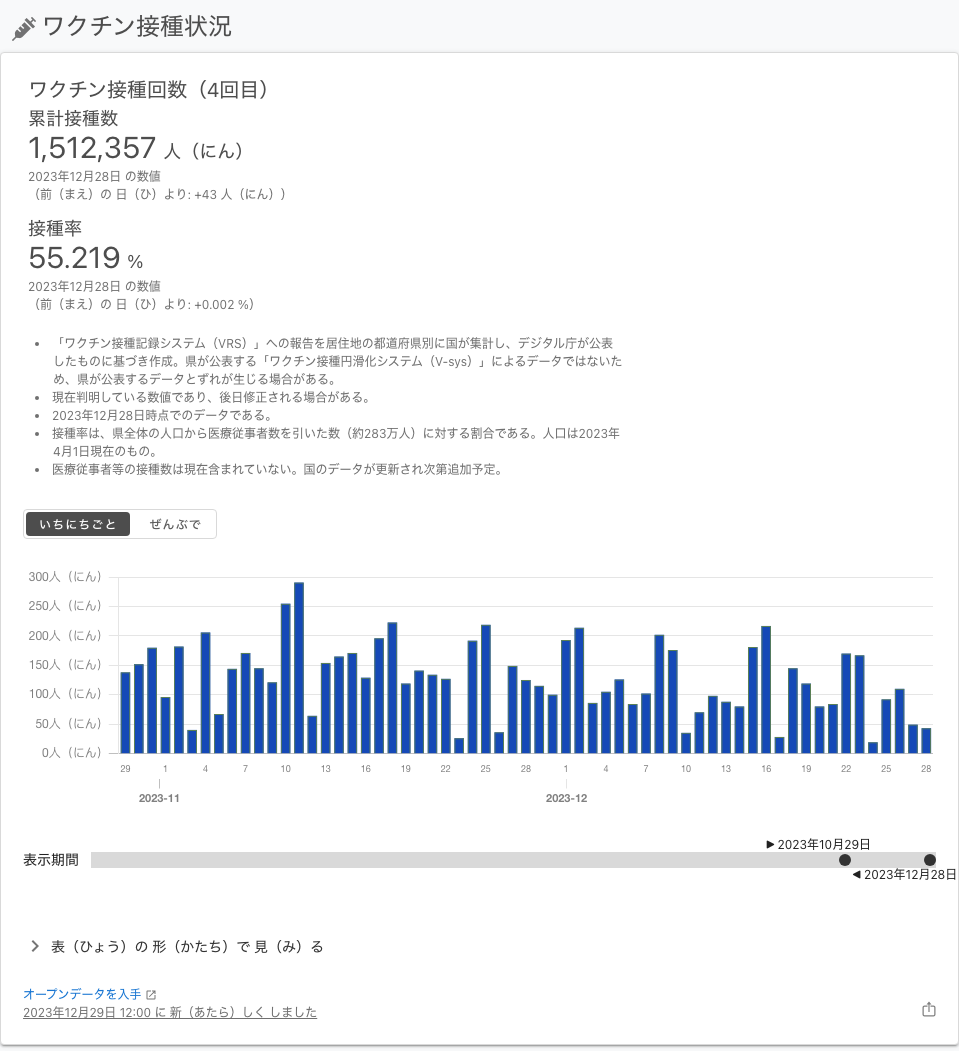 ワクチン接種状況
ワクチン接種回数（4回目）
累計接種数
1,512,357 人（にん）
2023年12月28日 の数値
（前（まえ）の 日（ひ）より: +43 人（にん））
接種率
55.219 %
2023年12月28日 の数値
（前（まえ）の 日（ひ）より: +0.002 %）
• 「ワクチン接種記録システム（VRS）」への報告を居住地の都道府県別に国が集計し、デジタル庁が公表
したものに基づき作成。県が公表する「ワクチン接種円滑化システム（V-sys）」によるデータではないた
め、県が公表するデータとずれが生じる場合がある。
• 現在判明している数値であり、後日修正される場合がある。
• 2023年12月28日時点でのデータである。
• 接種率は、県全体の人口から医療従事者数を引いた数（約283万人）に対する割合である。人口は2023年
4月1日現在のもの。
• 医療従事者等の接種数は現在含まれていない。国のデータが更新され次第追加予定。
いちにちごと ぜんぶで
300人（にん）
250人（にん）
200人（にん）
150人（にん）
100人（にん）
50人（にん）
0人（にん）
29 1 4 7 10 13 16 19 22 25 28 1 4 7 10 13 16 19 22 25 28
2023-11 2023-12
▶ 2023年10月29日
表示期間
◀ 2023年12月28日
表（ひょう）の 形（かたち）で 見（み）る
オープンデータを入手
2023年12月29日 12:00 に 新（あたら）しく しました